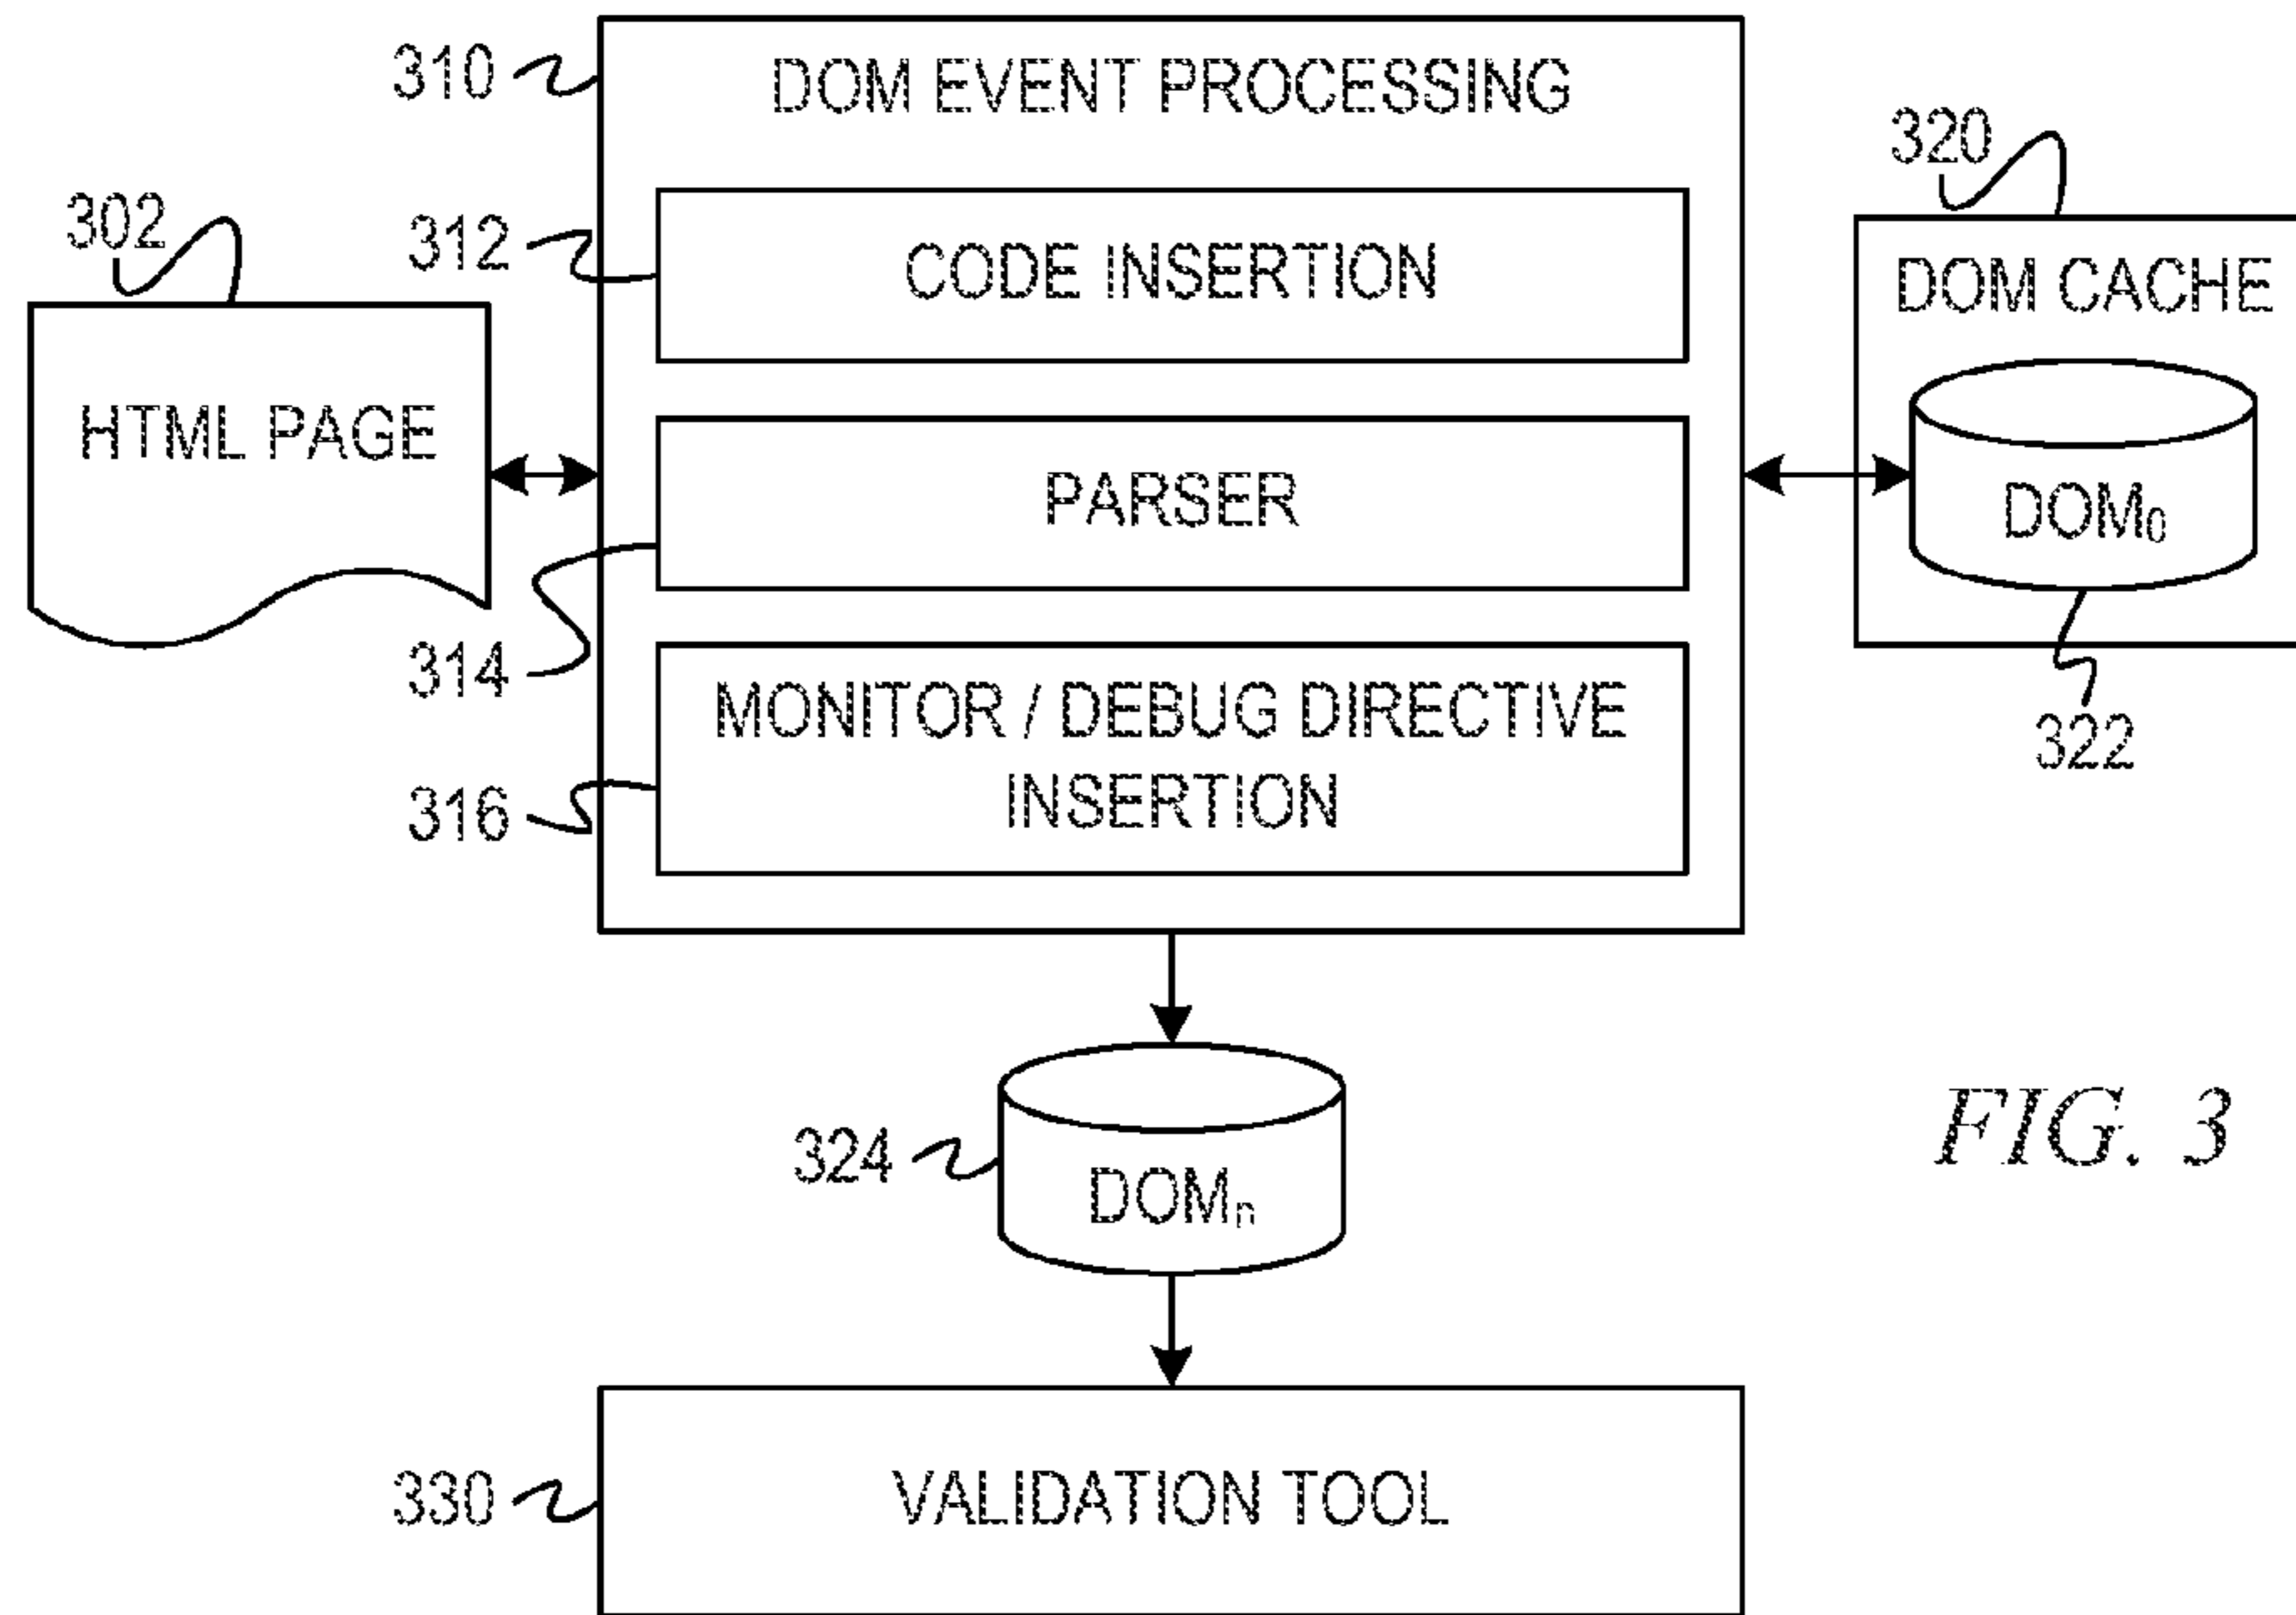 310
DOM EVENT PROCESSING
320
302
312
CODE INSERTION
DOM CACHE
HTML PAGE
PARSER
DOM₀
314
MONITOR / DEBUG DIRECTIVE
INSERTION
322
316
FIG. 3
324
DOMₙ
330
VALIDATION TOOL